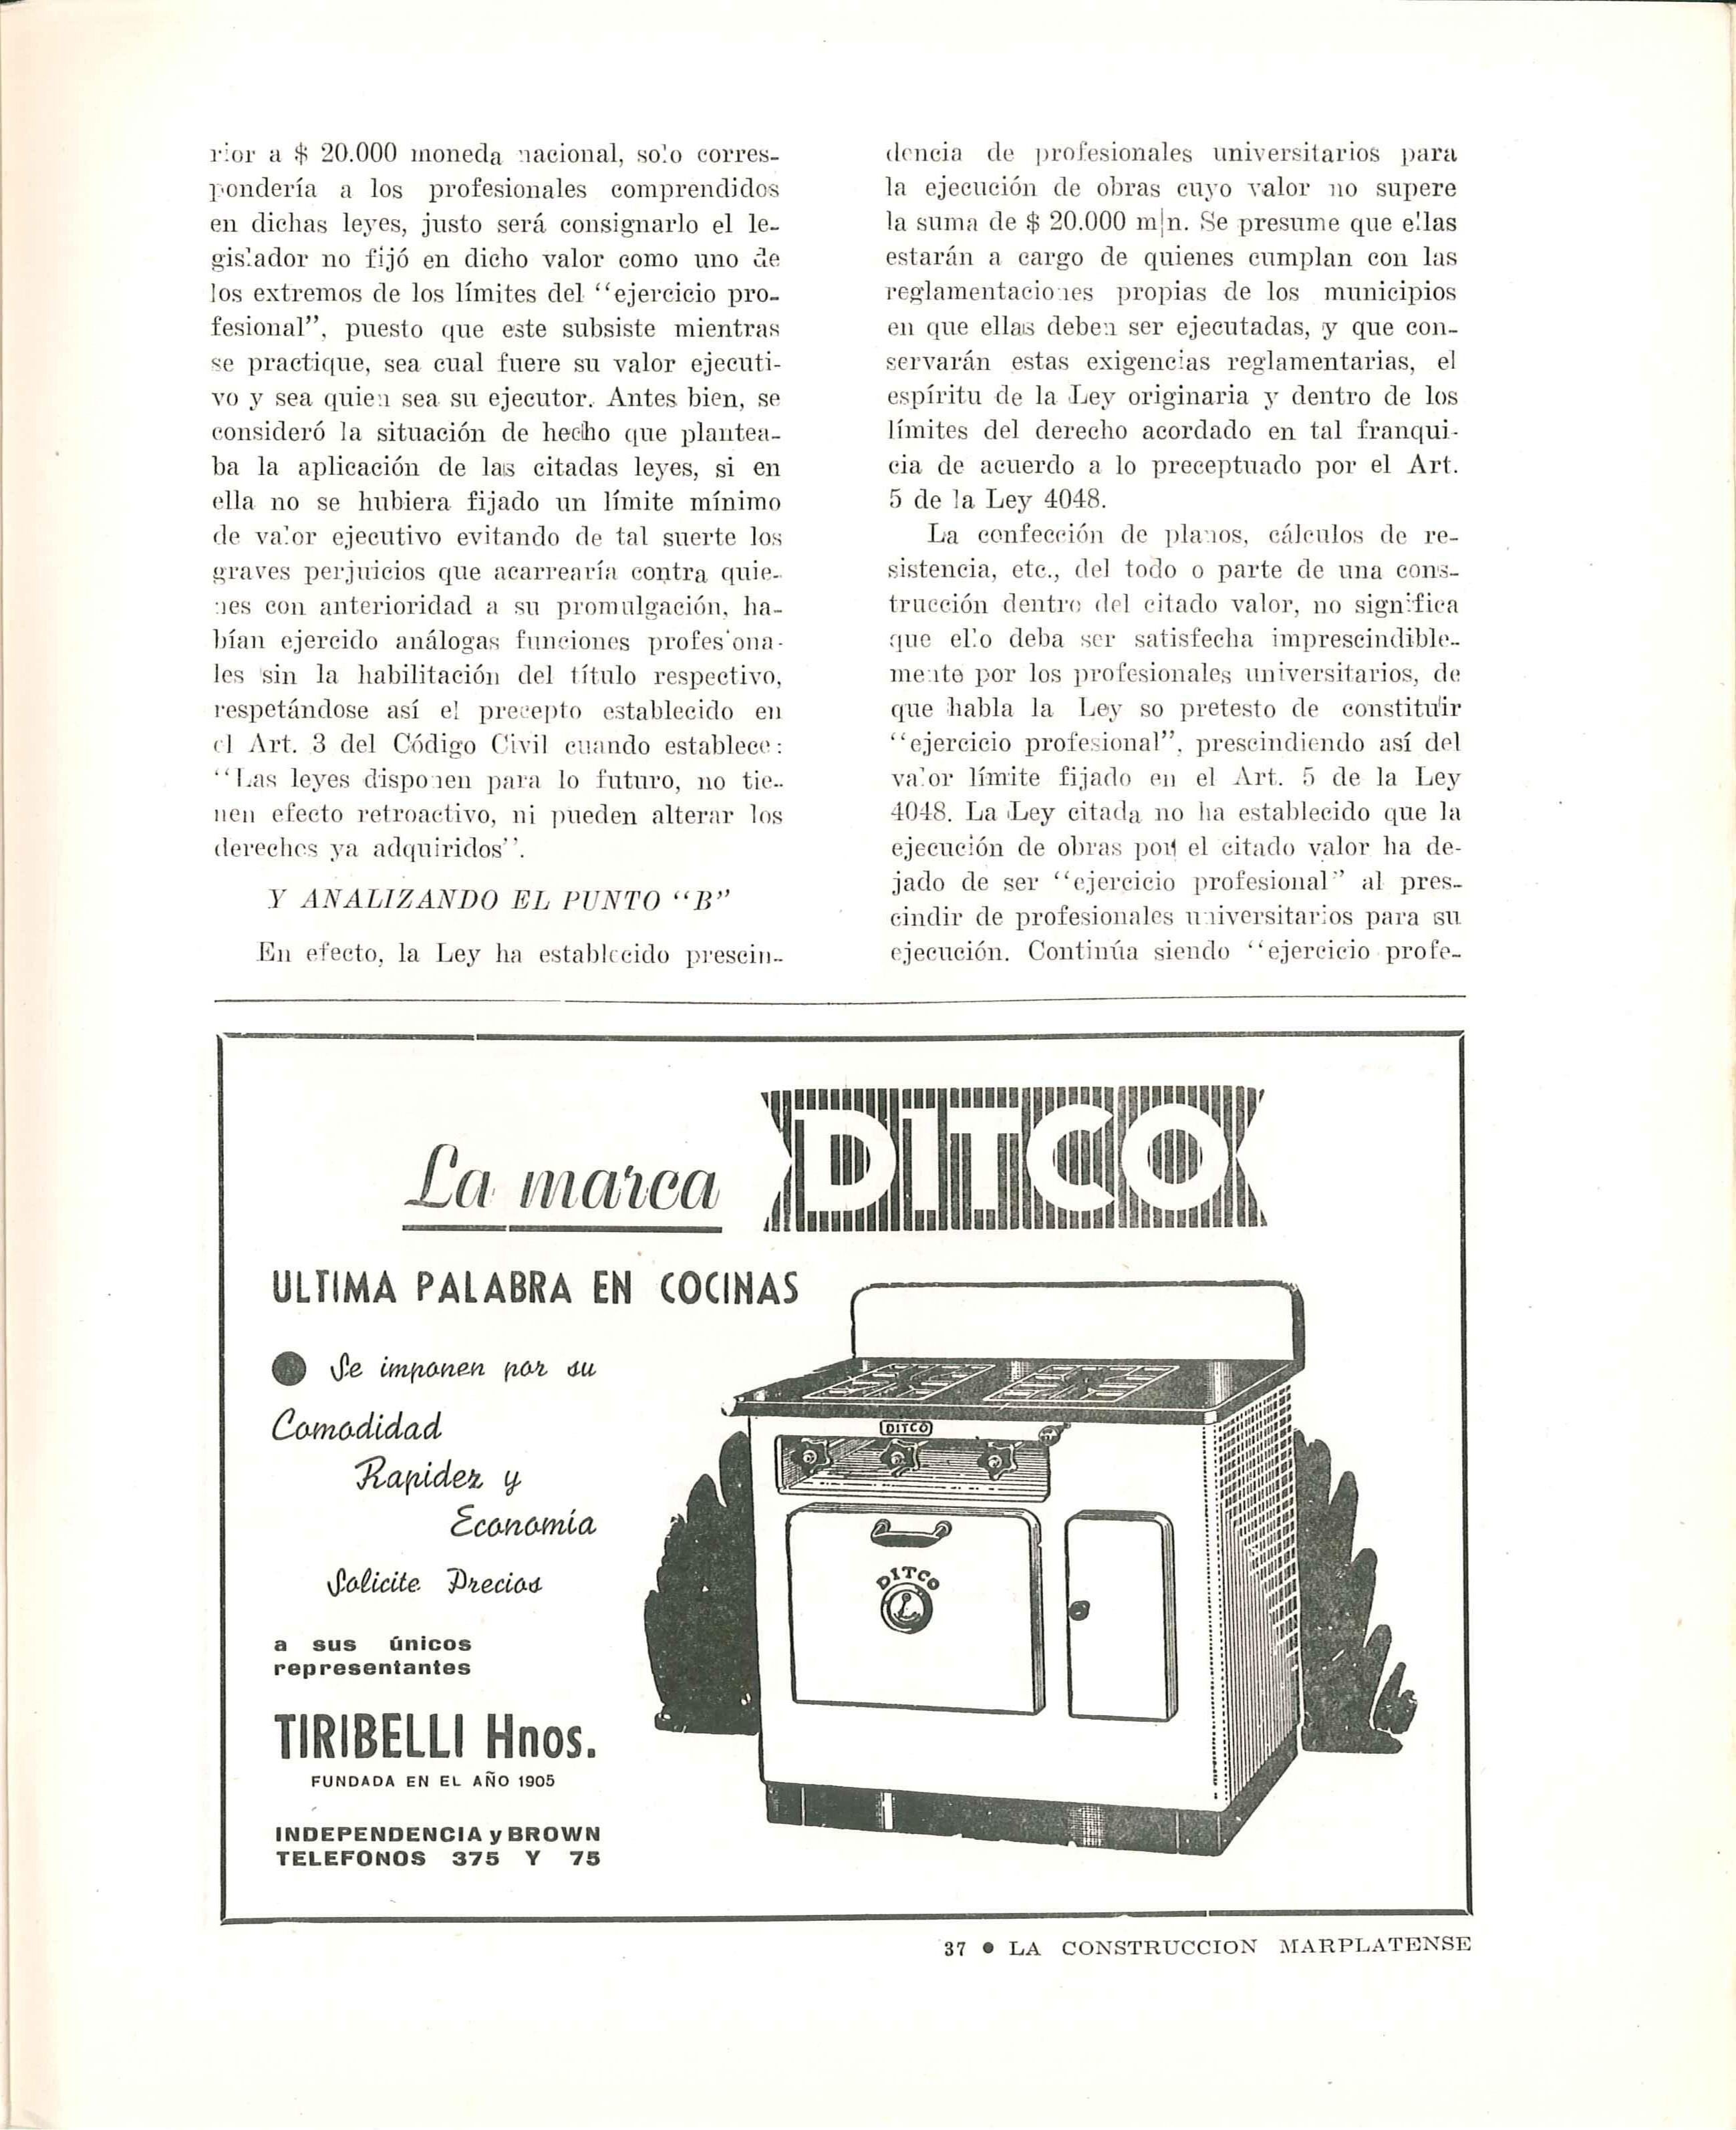 rior a $ 20.000 moneda nacional, solo corres-
pondería a los profesionales comprendidos
en dichas leyes, justo será consignarlo el le-
gislador no fijó en dicho valor como uno de
los extremos de los límites del “ejercicio pro-
fesional”, puesto que este subsiste mientras
se practique, sea cual fuere su valor ejecuti-
vo y sea quien sea su ejecutor. Antes bien, se
consideró la situación de hecho que plantea-
ba la aplicación de las citadas leyes, si en
ella no se hubiera fijado un límite mínimo
de valor ejecutivo evitando de tal suerte los
graves perjuicios que acarrearía contra quie-
nes con anterioridad a su promulgación, ha-
bían ejercido análogas funciones profesiona-
les sin la habilitación del título respectivo,
respetándose así el precepto establecido en
el Art. 3 del Código Civil cuando establece:
“Las leyes disponen para lo futuro, no tie-
nen efecto retroactivo, ni pueden alterar los
derechos ya adquiridos”.
Y ANALIZANDO EL PUNTO “B”
En efecto, la Ley ha establecido prescin-
dencia de profesionales universitarios para
la ejecución de obras cuyo valor no supere
la suma de $ 20.000 m|n. Se presume que ellas
estarán a cargo de quienes cumplan con las
reglamentaciones propias de los municipios
en que ellas deben ser ejecutadas, y que con-
servarán estas exigencias reglamentarias, el
espíritu de la Ley originaria y dentro de los
límites del derecho acordado en tal franqui-
cia de acuerdo a lo preceptuado por el Art.
5 de la Ley 4048.
La confección de planos, cálculos de re-
sistencia, etc., del todo o parte de una cons-
trucción dentro del citado valor, no significa
que ello deba ser satisfecha imprescindible-
mente por los profesionales universitarios, de
que habla la Ley so pretesto de constituir
“ejercicio profesional”, prescindiendo así del
valor límite fijado en el Art. 5 de la Ley
4048. La Ley citada no ha establecido que la
ejecución de obras por el citado valor ha de-
jado de ser “ejercicio profesional” al pres-
cindir de profesionales universitarios para su
ejecución. Continúa siendo “ejercicio profe-
La marca DITCO
ULTIMA PALABRA EN COCINAS
● Se imponen por su
Comodidad
Rapidez y
Economía
Solicite Precios
a sus únicos
representantes
TIRIBELLI Hnos.
FUNDADA EN EL AÑO 1905
INDEPENDENCIA y BROWN
TELEFONOS 375 Y 75
DITCO
DITCO
37 ● LA CONSTRUCCION MARPLATENSE